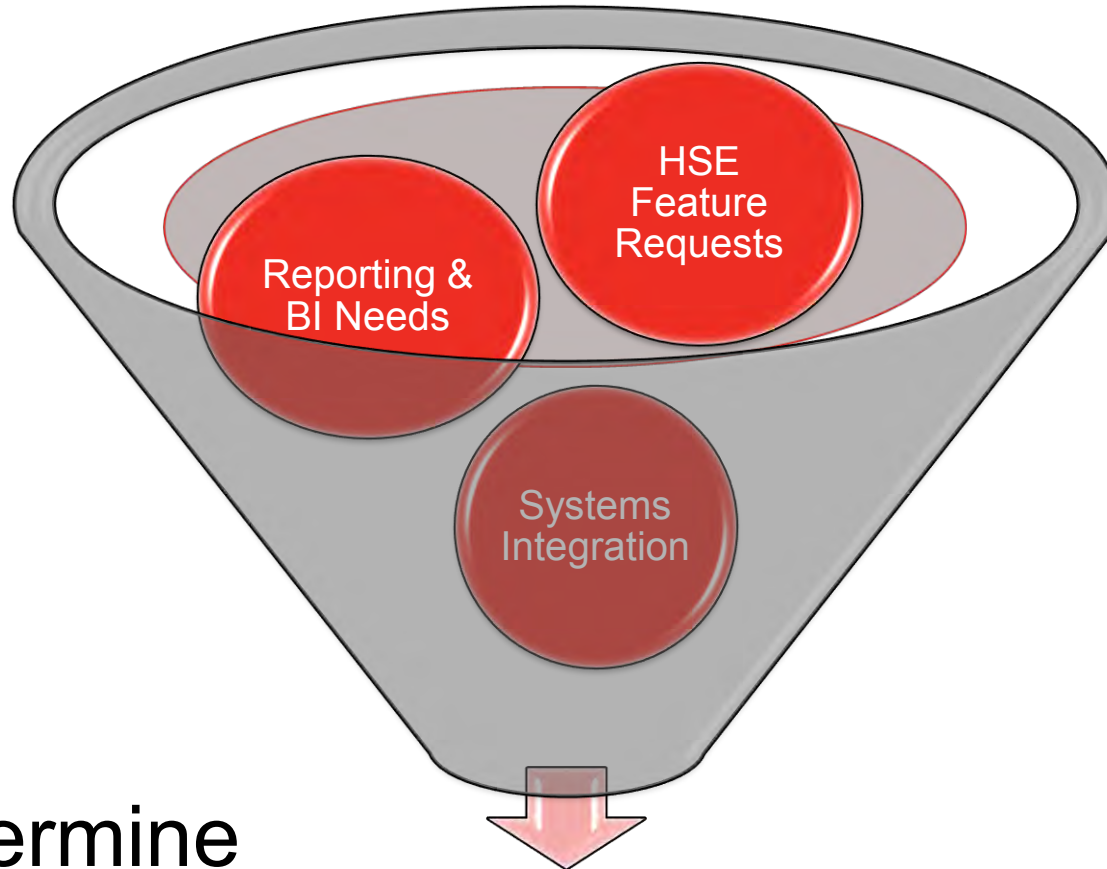 HSE
Feature
Requests
Reporting &
BI Needs
Systems
Integration
ermine